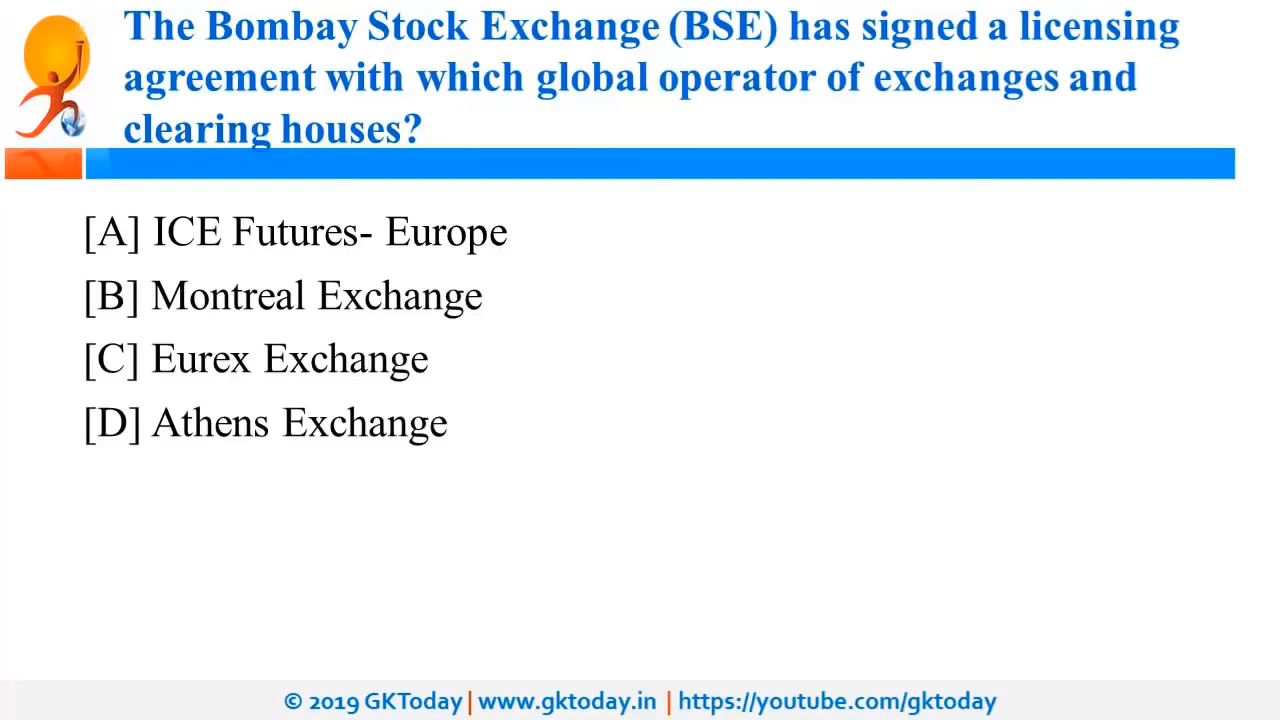 The Bombay Stock Exchange (BSE) has signed a licensing
agreement with which global operator of exchanges and
clearing houses?
[A] ICE Futures- Europe
[B] Montreal Exchange
[C] Eurex Exchange
[D] Athens Exchange
© 2019 GKToday | www.gktoday.in | https://youtube.com/gktoday